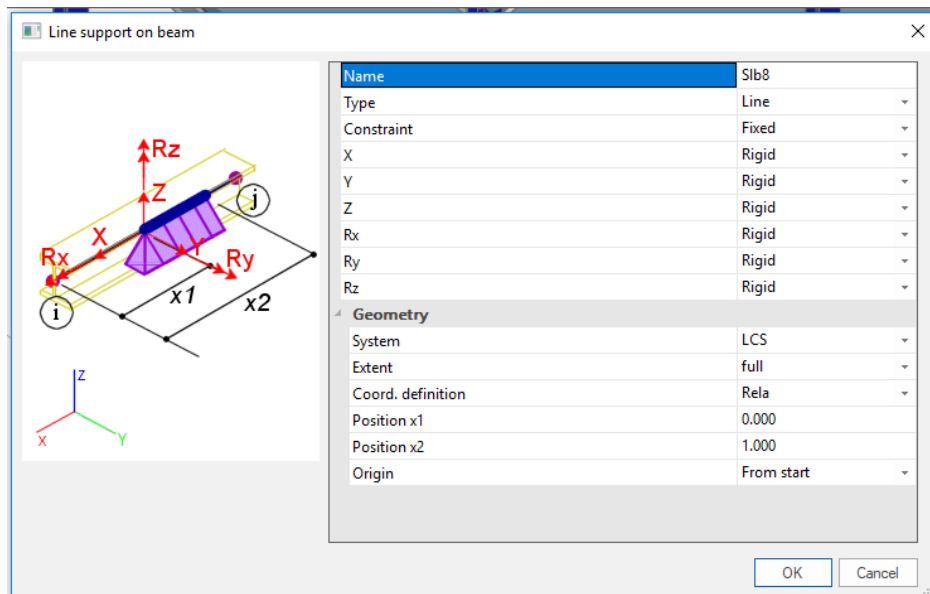 Line support on beam
Name Slb8
Type Line
Constraint Fixed
X Rigid
Y Rigid
Z Rigid
Rx Rigid
Ry Rigid
Rz Rigid
Geometry
System LCS
Extent full
Coord. definition Rela
Position x1 0.000
Position x2 1.000
Origin From start
Rz
Z
j
X
Rx
Y
Ry
i
x1
x2
Z
X
Y
OK Cancel